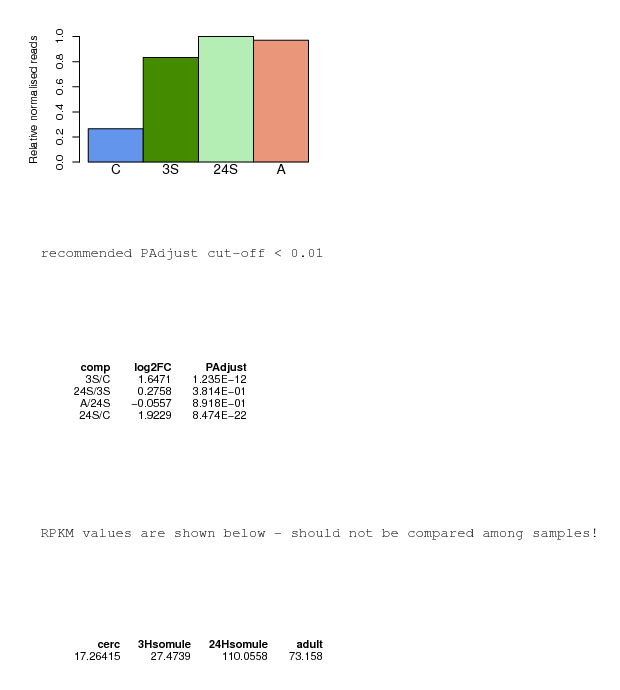 Relative normalised reads
1.0
0.8
0.6
0.4
0.2
0.0
C 3S 24S A
recommended PAdjust cut-off < 0.01
comp log2FC PAdjust
3S/C 1.6471 1.235E−12
24S/3S 0.2758 3.814E−01
A/24S −0.0557 8.918E−01
24S/C 1.9229 8.474E−22
RPKM values are shown below - should not be compared among samples!
cerc 3Hsomule 24Hsomule adult
17.26415 27.4739 110.0558 73.158